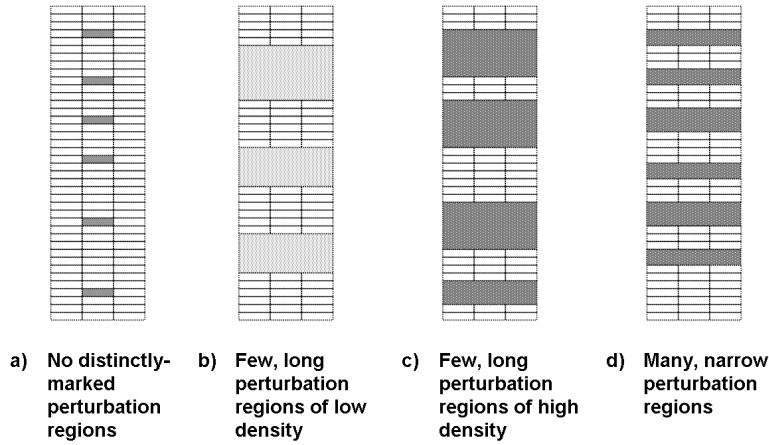 a) No distinctly-
marked
perturbation
regions
b) Few, long
perturbation
regions of low
density
c) Few, long
perturbation
regions of high
density
d) Many, narrow
perturbation
regions